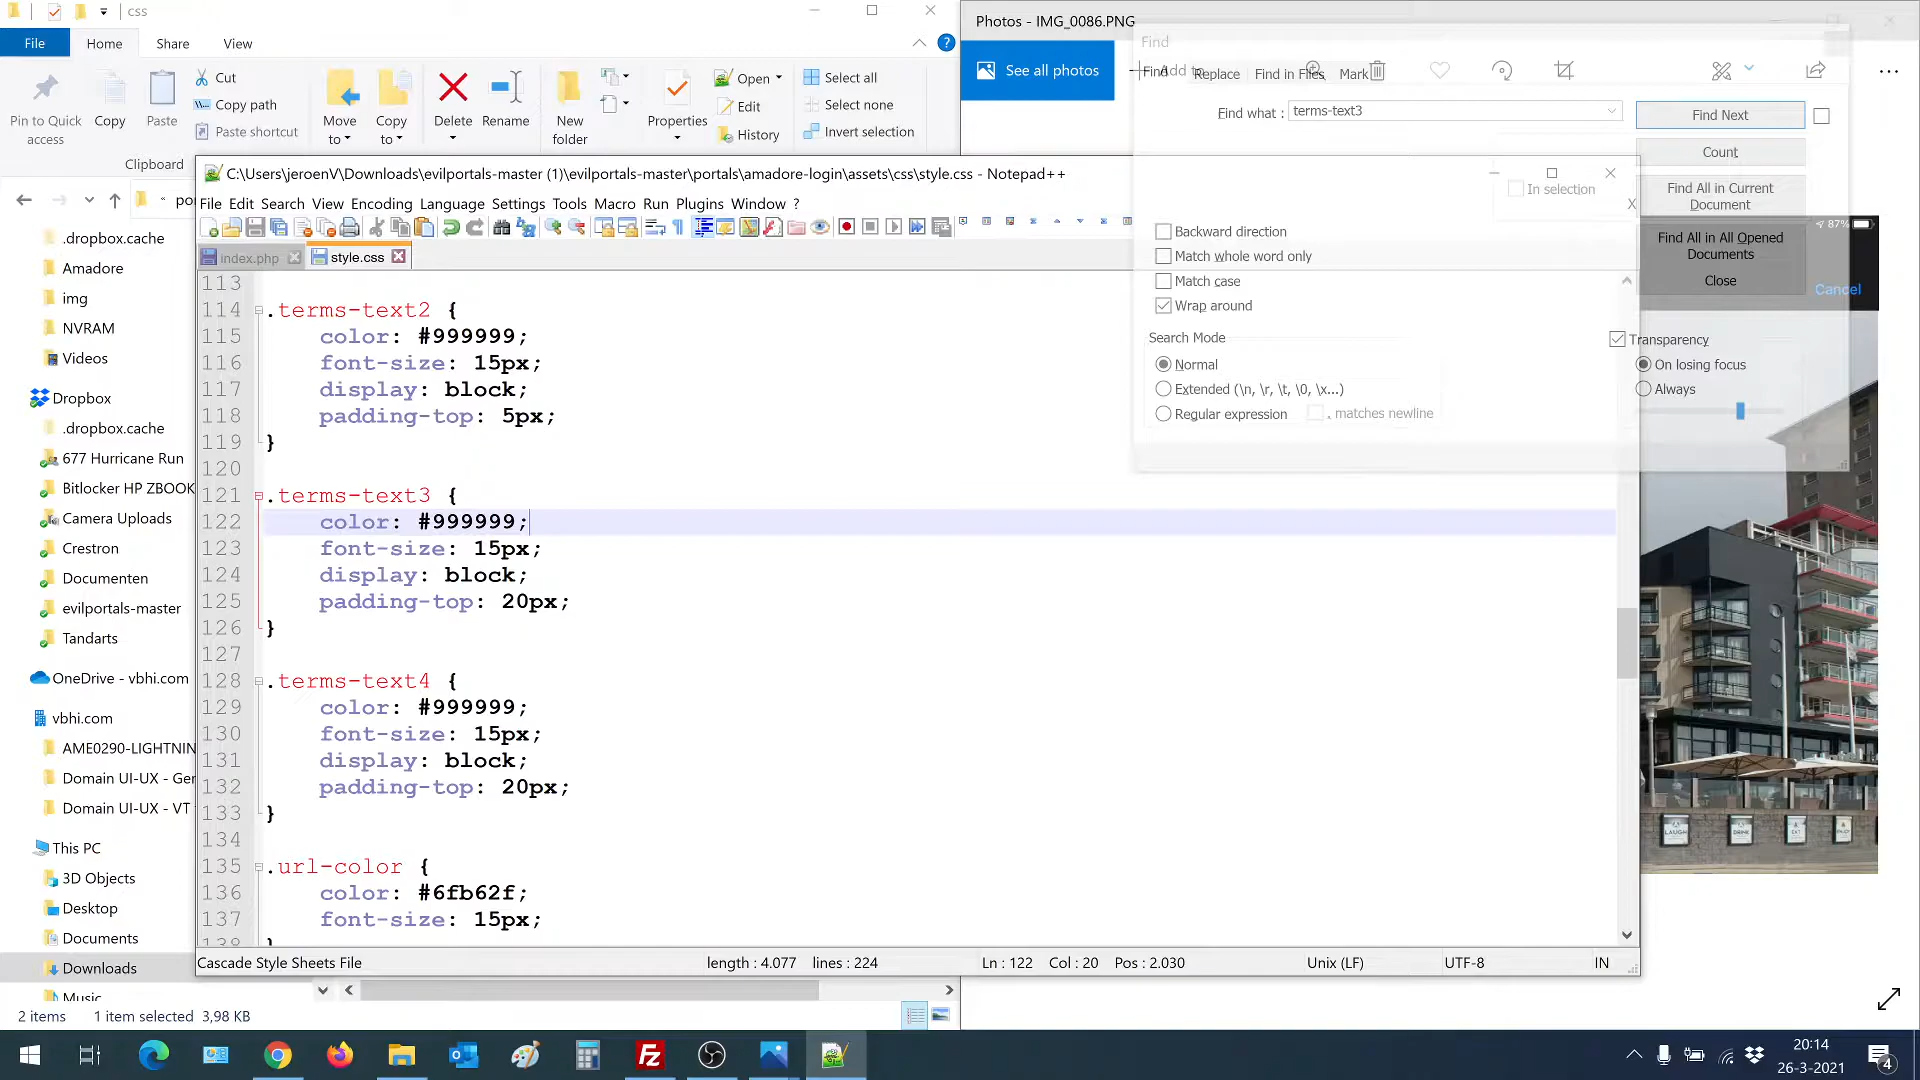 css
Photos - IMG_0086.PNG
File
Home
Share
View
See all photos
Add to
Find
Find
Replace
Find in Files
Mark
Find what :
terms-text3
Find Next
Count
Find All in Current
Document
Find All in All Opened
Documents
Close
In selection
X
Backward direction
Match whole word only
Match case
Wrap around
Search Mode
Normal
Extended (\n, \r, \t, \0, \x...)
Regular expression
. matches newline
Transparency
On losing focus
Always
87%
Cancel
Pin to Quick
access
Copy
Paste
Cut
Copy path
Paste shortcut
Move
to
Copy
to
Delete
Rename
New
folder
Properties
Open
Edit
History
Select all
Select none
Invert selection
Clipboard
C:\Users\jeroenV\Downloads\evilportals-master (1)\evilportals-master\portals\amadore-login\assets\css\style.css - Notepad++
File Edit Search View Encoding Language Settings Tools Macro Run Plugins Window ?
index.php
style.css
113
114 .terms-text2 {
115 color: #999999;
116 font-size: 15px;
117 display: block;
118 padding-top: 5px;
119 }
120
121 .terms-text3 {
122 color: #999999;
123 font-size: 15px;
124 display: block;
125 padding-top: 20px;
126 }
127
128 .terms-text4 {
129 color: #999999;
130 font-size: 15px;
131 display: block;
132 padding-top: 20px;
133 }
134
135 .url-color {
136 color: #6fb62f;
137 font-size: 15px;
138 }
Cascade Style Sheets File
length : 4.077 lines : 224
Ln : 122 Col : 20 Pos : 2.030
Unix (LF)
UTF-8
IN
.dropbox.cache
Amadore
img
NVRAM
Videos
Dropbox
.dropbox.cache
677 Hurricane Run
Bitlocker HP ZBOOK
Camera Uploads
Crestron
Documenten
evilportals-master
Tandarts
OneDrive - vbhi.com
vbhi.com
AME0290-LIGHTNIN
Domain UI-UX - Ger
Domain UI-UX - VT
This PC
3D Objects
Desktop
Documents
Downloads
Music
2 items
1 item selected 3,98 KB
LAUGH
DRINK
EAT
ENJOY
20:14
26-3-2021
4